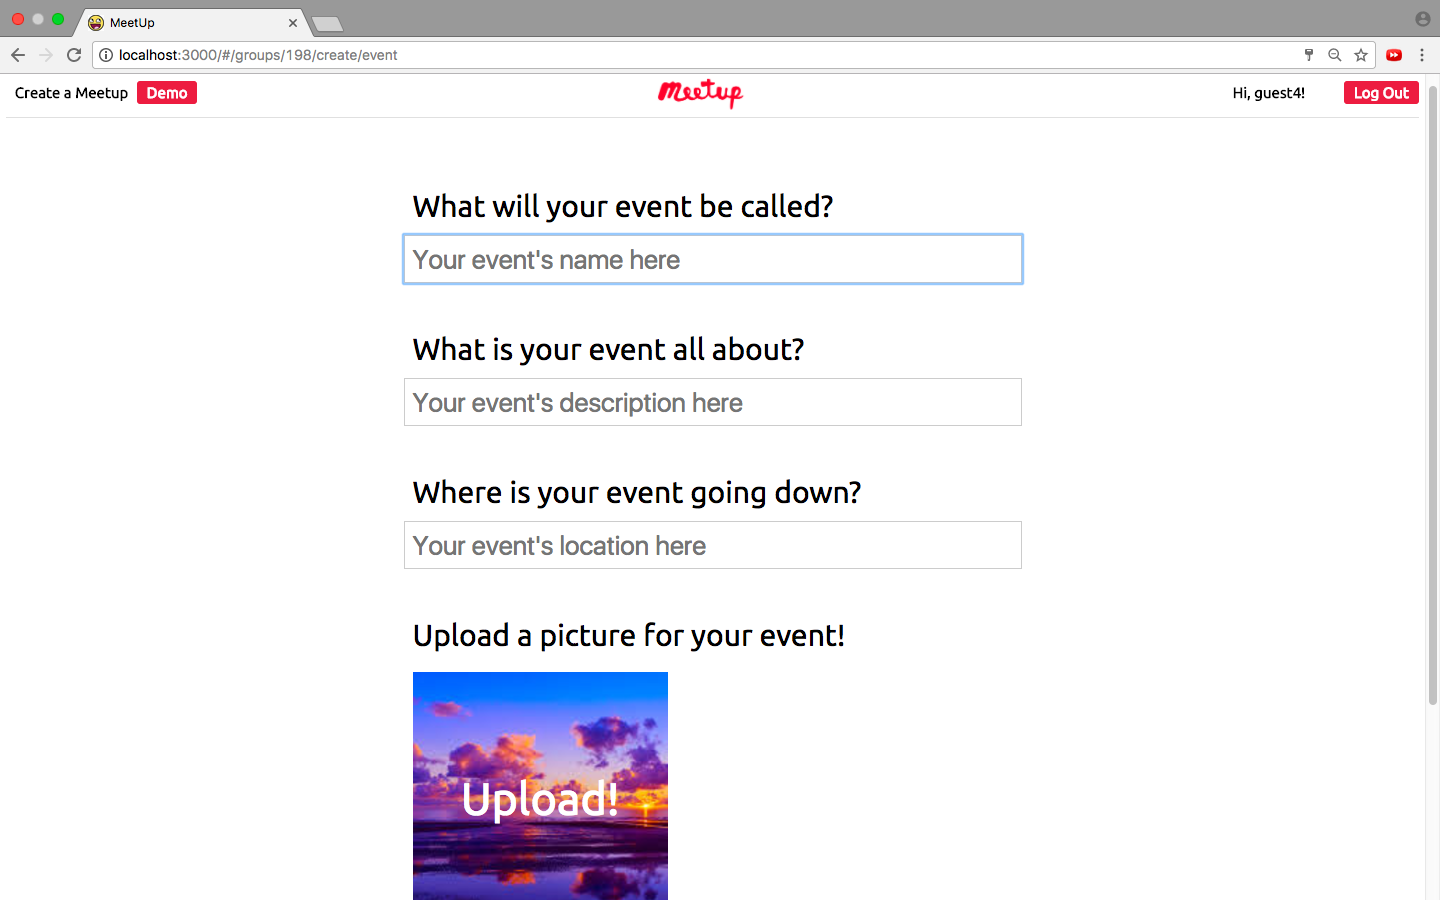 MeetUp
localhost:3000/#/groups/198/create/event
Create a Meetup Demo Meetup Hi, guest4! Log Out
What will your event be called?
Your event's name here
What is your event all about?
Your event's description here
Where is your event going down?
Your event's location here
Upload a picture for your event!
Upload!